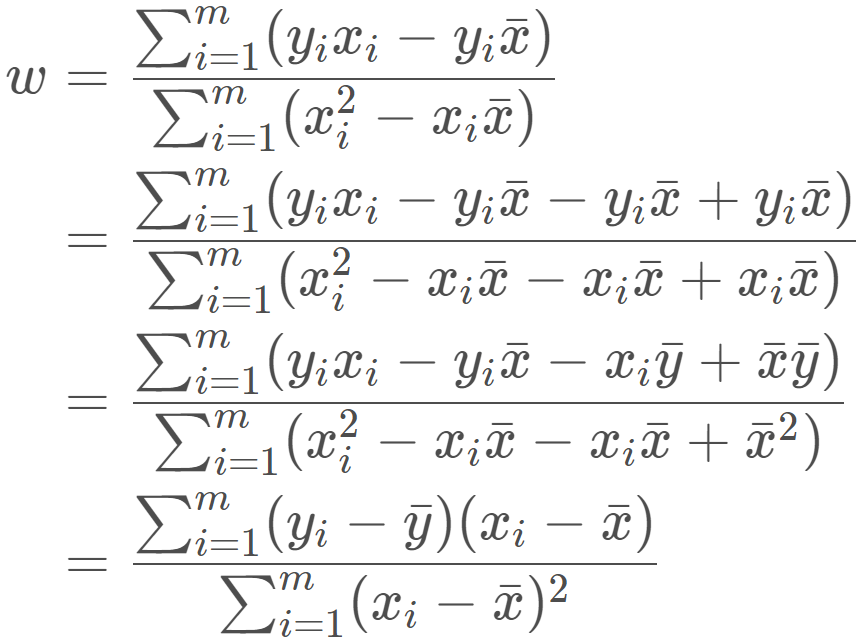 w = \frac{\sum_{i=1}^{m}(y_i x_i - y_i \bar{x})}{\sum_{i=1}^{m}(x_i^2 - x_i \bar{x})}
= \frac{\sum_{i=1}^{m}(y_i x_i - y_i \bar{x} - y_i \bar{x} + y_i \bar{x})}{\sum_{i=1}^{m}(x_i^2 - x_i \bar{x} - x_i \bar{x} + x_i \bar{x})}
= \frac{\sum_{i=1}^{m}(y_i x_i - y_i \bar{x} - x_i \bar{y} + \bar{x} \bar{y})}{\sum_{i=1}^{m}(x_i^2 - x_i \bar{x} - x_i \bar{x} + \bar{x}^2)}
= \frac{\sum_{i=1}^{m}(y_i - \bar{y})(x_i - \bar{x})}{\sum_{i=1}^{m}(x_i - \bar{x})^2}